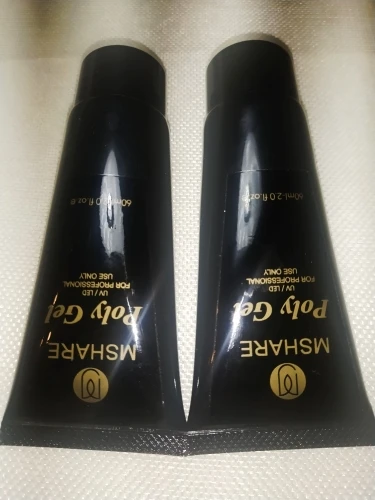 MSHARE
Poly Gel
UV / LED
FOR PROFESSIONAL
USE ONLY
60ml-2.0 fl.oz
MSHARE
Poly Gel
UV / LED
FOR PROFESSIONAL
USE ONLY
60ml-2.0 fl.oz